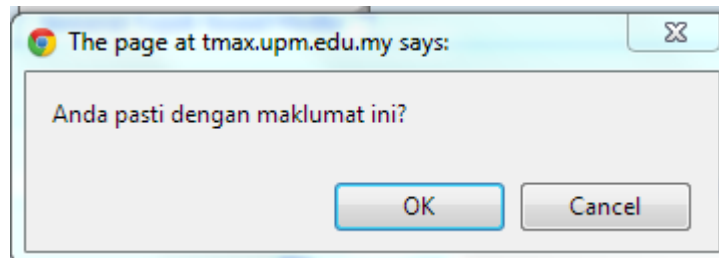 The page at tmax.upm.edu.my says:
Anda pasti dengan maklumat ini?
OK Cancel